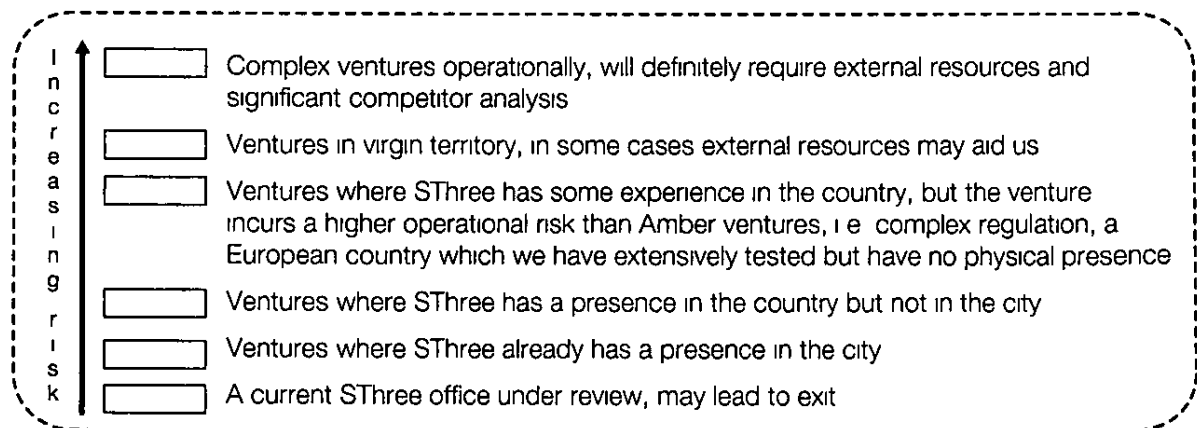 Increasing risk
Complex ventures operationally, will definitely require external resources and
significant competitor analysis
Ventures in virgin territory, in some cases external resources may aid us
Ventures where SThree has some experience in the country, but the venture
incurs a higher operational risk than Amber ventures, i e complex regulation, a
European country which we have extensively tested but have no physical presence
Ventures where SThree has a presence in the country but not in the city
Ventures where SThree already has a presence in the city
A current SThree office under review, may lead to exit